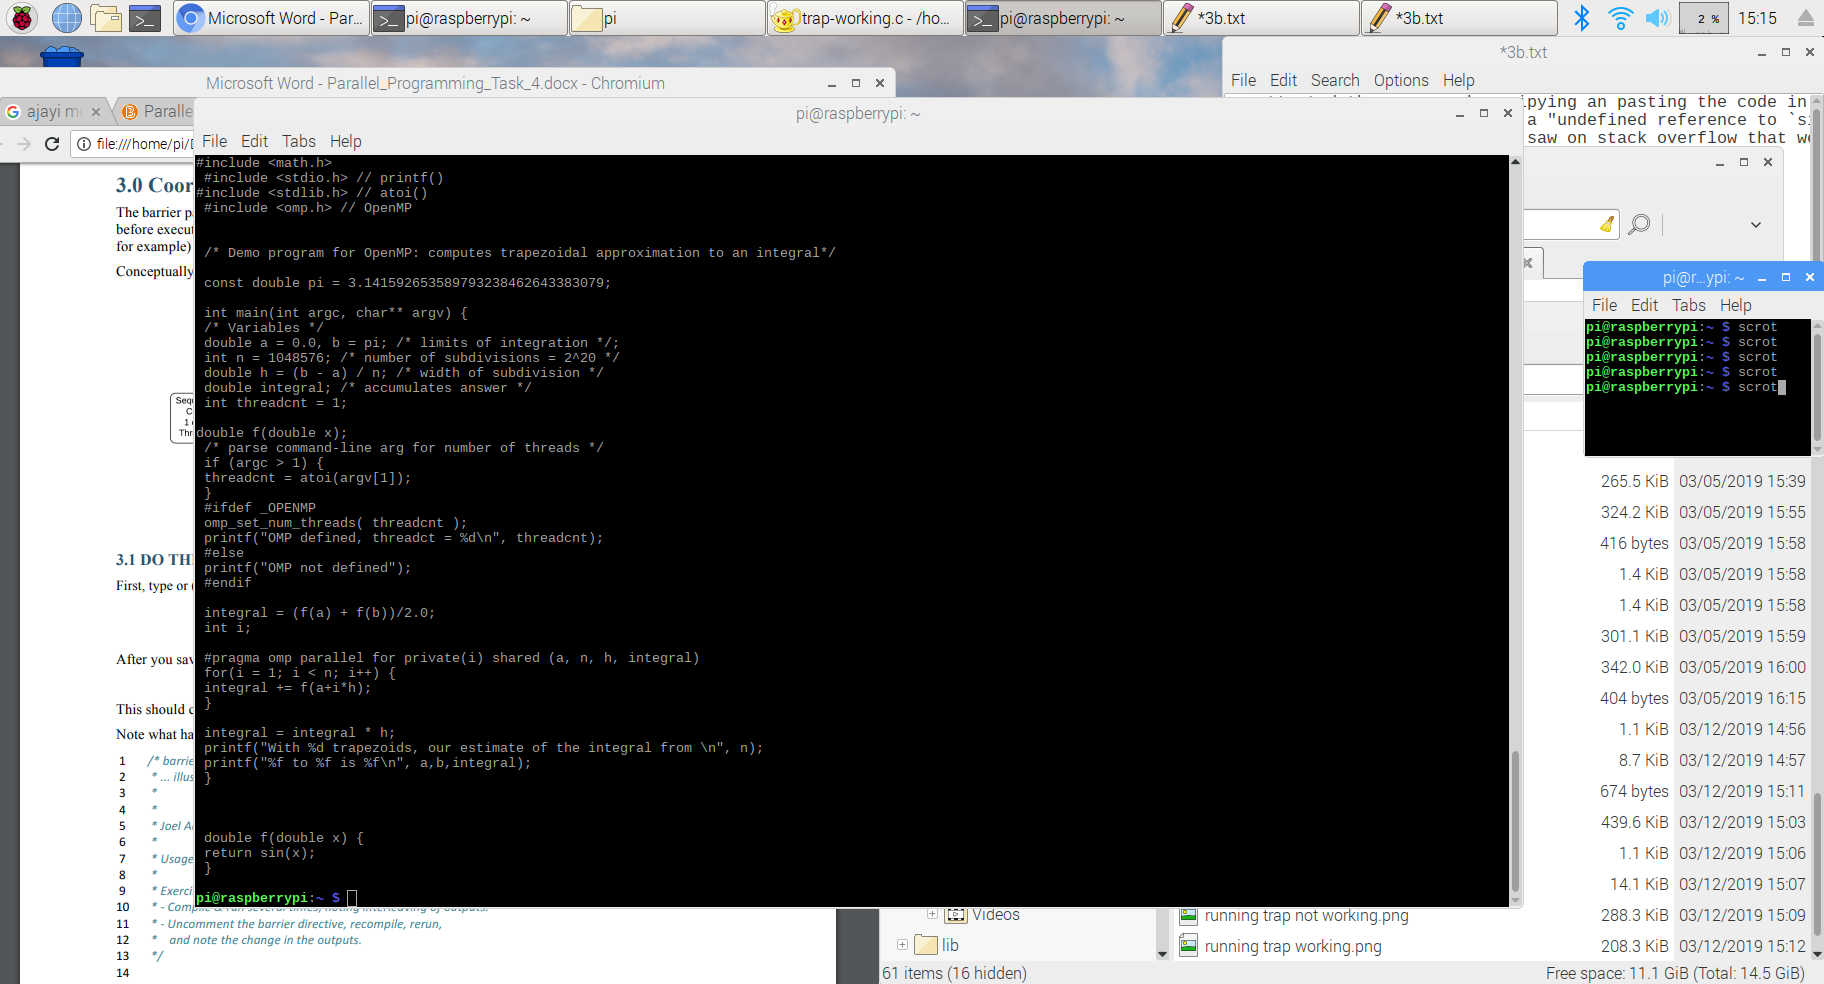 Microsoft Word - Par...
pi@raspberrypi: ~
pi
trap-working.c - /ho...
pi@raspberrypi: ~
*3b.txt
*3b.txt
2 %
15:15
*3b.txt
File Edit Search Options Help
ipying an pasting the code in
a "undefined reference to `si
saw on stack overflow that we
Microsoft Word - Parallel_Programming_Task_4.docx - Chromium
ajayi me
Paralle
file:///home/pi/D
3.0 Coor
The barrier pa
before execut
for example)
Conceptually
Sequ
C
1
Thr
3.1 DO THI
First, type or
After you sav
This should c
Note what ha
1 /* barrie
2 * ... illus
3 *
4 *
5 * Joel A
6 *
7 * Usage
8 *
9 * Exerci
10 * - Compile & run several times, noting interleaving of outputs.
11 * - Uncomment the barrier directive, recompile, rerun,
12 * and note the change in the outputs.
13 */
14
pi@raspberrypi: ~
File Edit Tabs Help
#include <math.h>
#include <stdio.h> // printf()
#include <stdlib.h> // atoi()
#include <omp.h> // OpenMP
/* Demo program for OpenMP: computes trapezoidal approximation to an integral*/
const double pi = 3.141592653589793238462643383079;
int main(int argc, char** argv) {
/* Variables */
double a = 0.0, b = pi; /* limits of integration */;
int n = 1048576; /* number of subdivisions = 2^20 */
double h = (b - a) / n; /* width of subdivision */
double integral; /* accumulates answer */
int threadcnt = 1;
double f(double x);
/* parse command-line arg for number of threads */
if (argc > 1) {
threadcnt = atoi(argv[1]);
}
#ifdef _OPENMP
omp_set_num_threads( threadcnt );
printf("OMP defined, threadct = %d\n", threadcnt);
#else
printf("OMP not defined");
#endif
integral = (f(a) + f(b))/2.0;
int i;
#pragma omp parallel for private(i) shared (a, n, h, integral)
for(i = 1; i < n; i++) {
integral += f(a+i*h);
}
integral = integral * h;
printf("With %d trapezoids, our estimate of the integral from \n", n);
printf("%f to %f is %f\n", a,b,integral);
}
double f(double x) {
return sin(x);
}
pi@raspberrypi:~ $
pi@r...ypi: ~
File Edit Tabs Help
pi@raspberrypi:~ $ scrot
pi@raspberrypi:~ $ scrot
pi@raspberrypi:~ $ scrot
pi@raspberrypi:~ $ scrot
pi@raspberrypi:~ $ scrot
265.5 KiB 03/05/2019 15:39
324.2 KiB 03/05/2019 15:55
416 bytes 03/05/2019 15:58
1.4 KiB 03/05/2019 15:58
1.4 KiB 03/05/2019 15:58
301.1 KiB 03/05/2019 15:59
342.0 KiB 03/05/2019 16:00
404 bytes 03/05/2019 16:15
1.1 KiB 03/12/2019 14:56
8.7 KiB 03/12/2019 14:57
674 bytes 03/12/2019 15:11
439.6 KiB 03/12/2019 15:03
1.1 KiB 03/12/2019 15:06
14.1 KiB 03/12/2019 15:07
Videos
running trap not working.png 288.3 KiB 03/12/2019 15:09
lib
running trap working.png 208.3 KiB 03/12/2019 15:12
61 items (16 hidden)
Free space: 11.1 GiB (Total: 14.5 GiB)